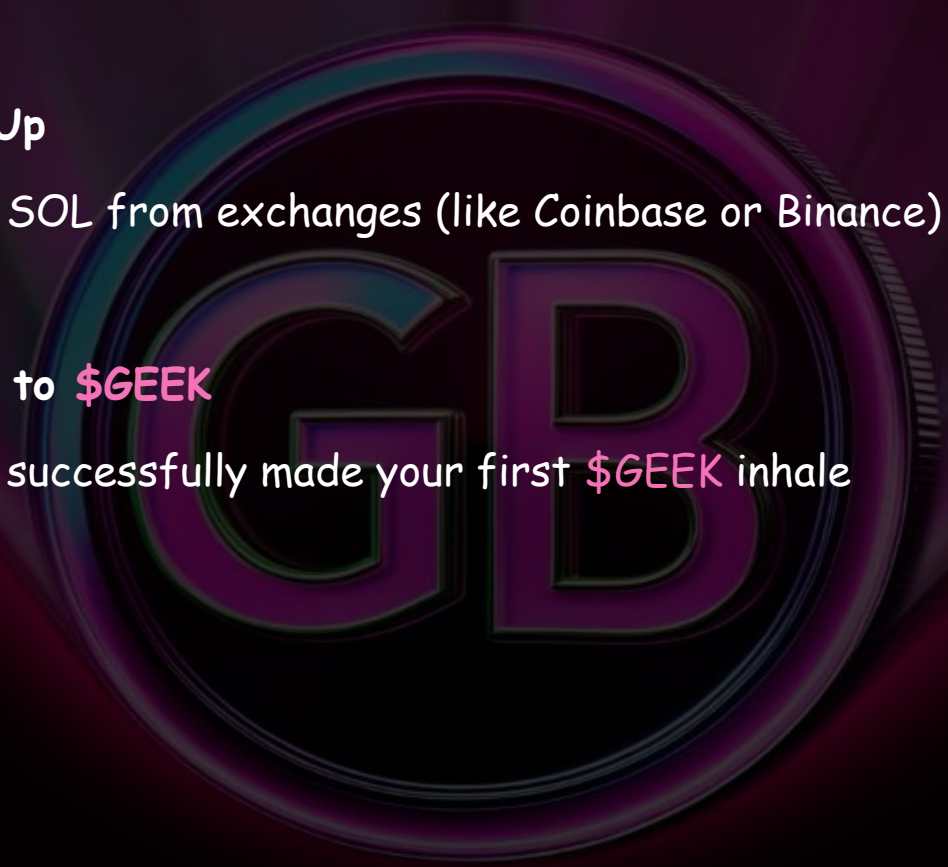 Up
SOL from exchanges (like Coinbase or Binance)
to $GEEK
successfully made your first $GEEK inhale
GB